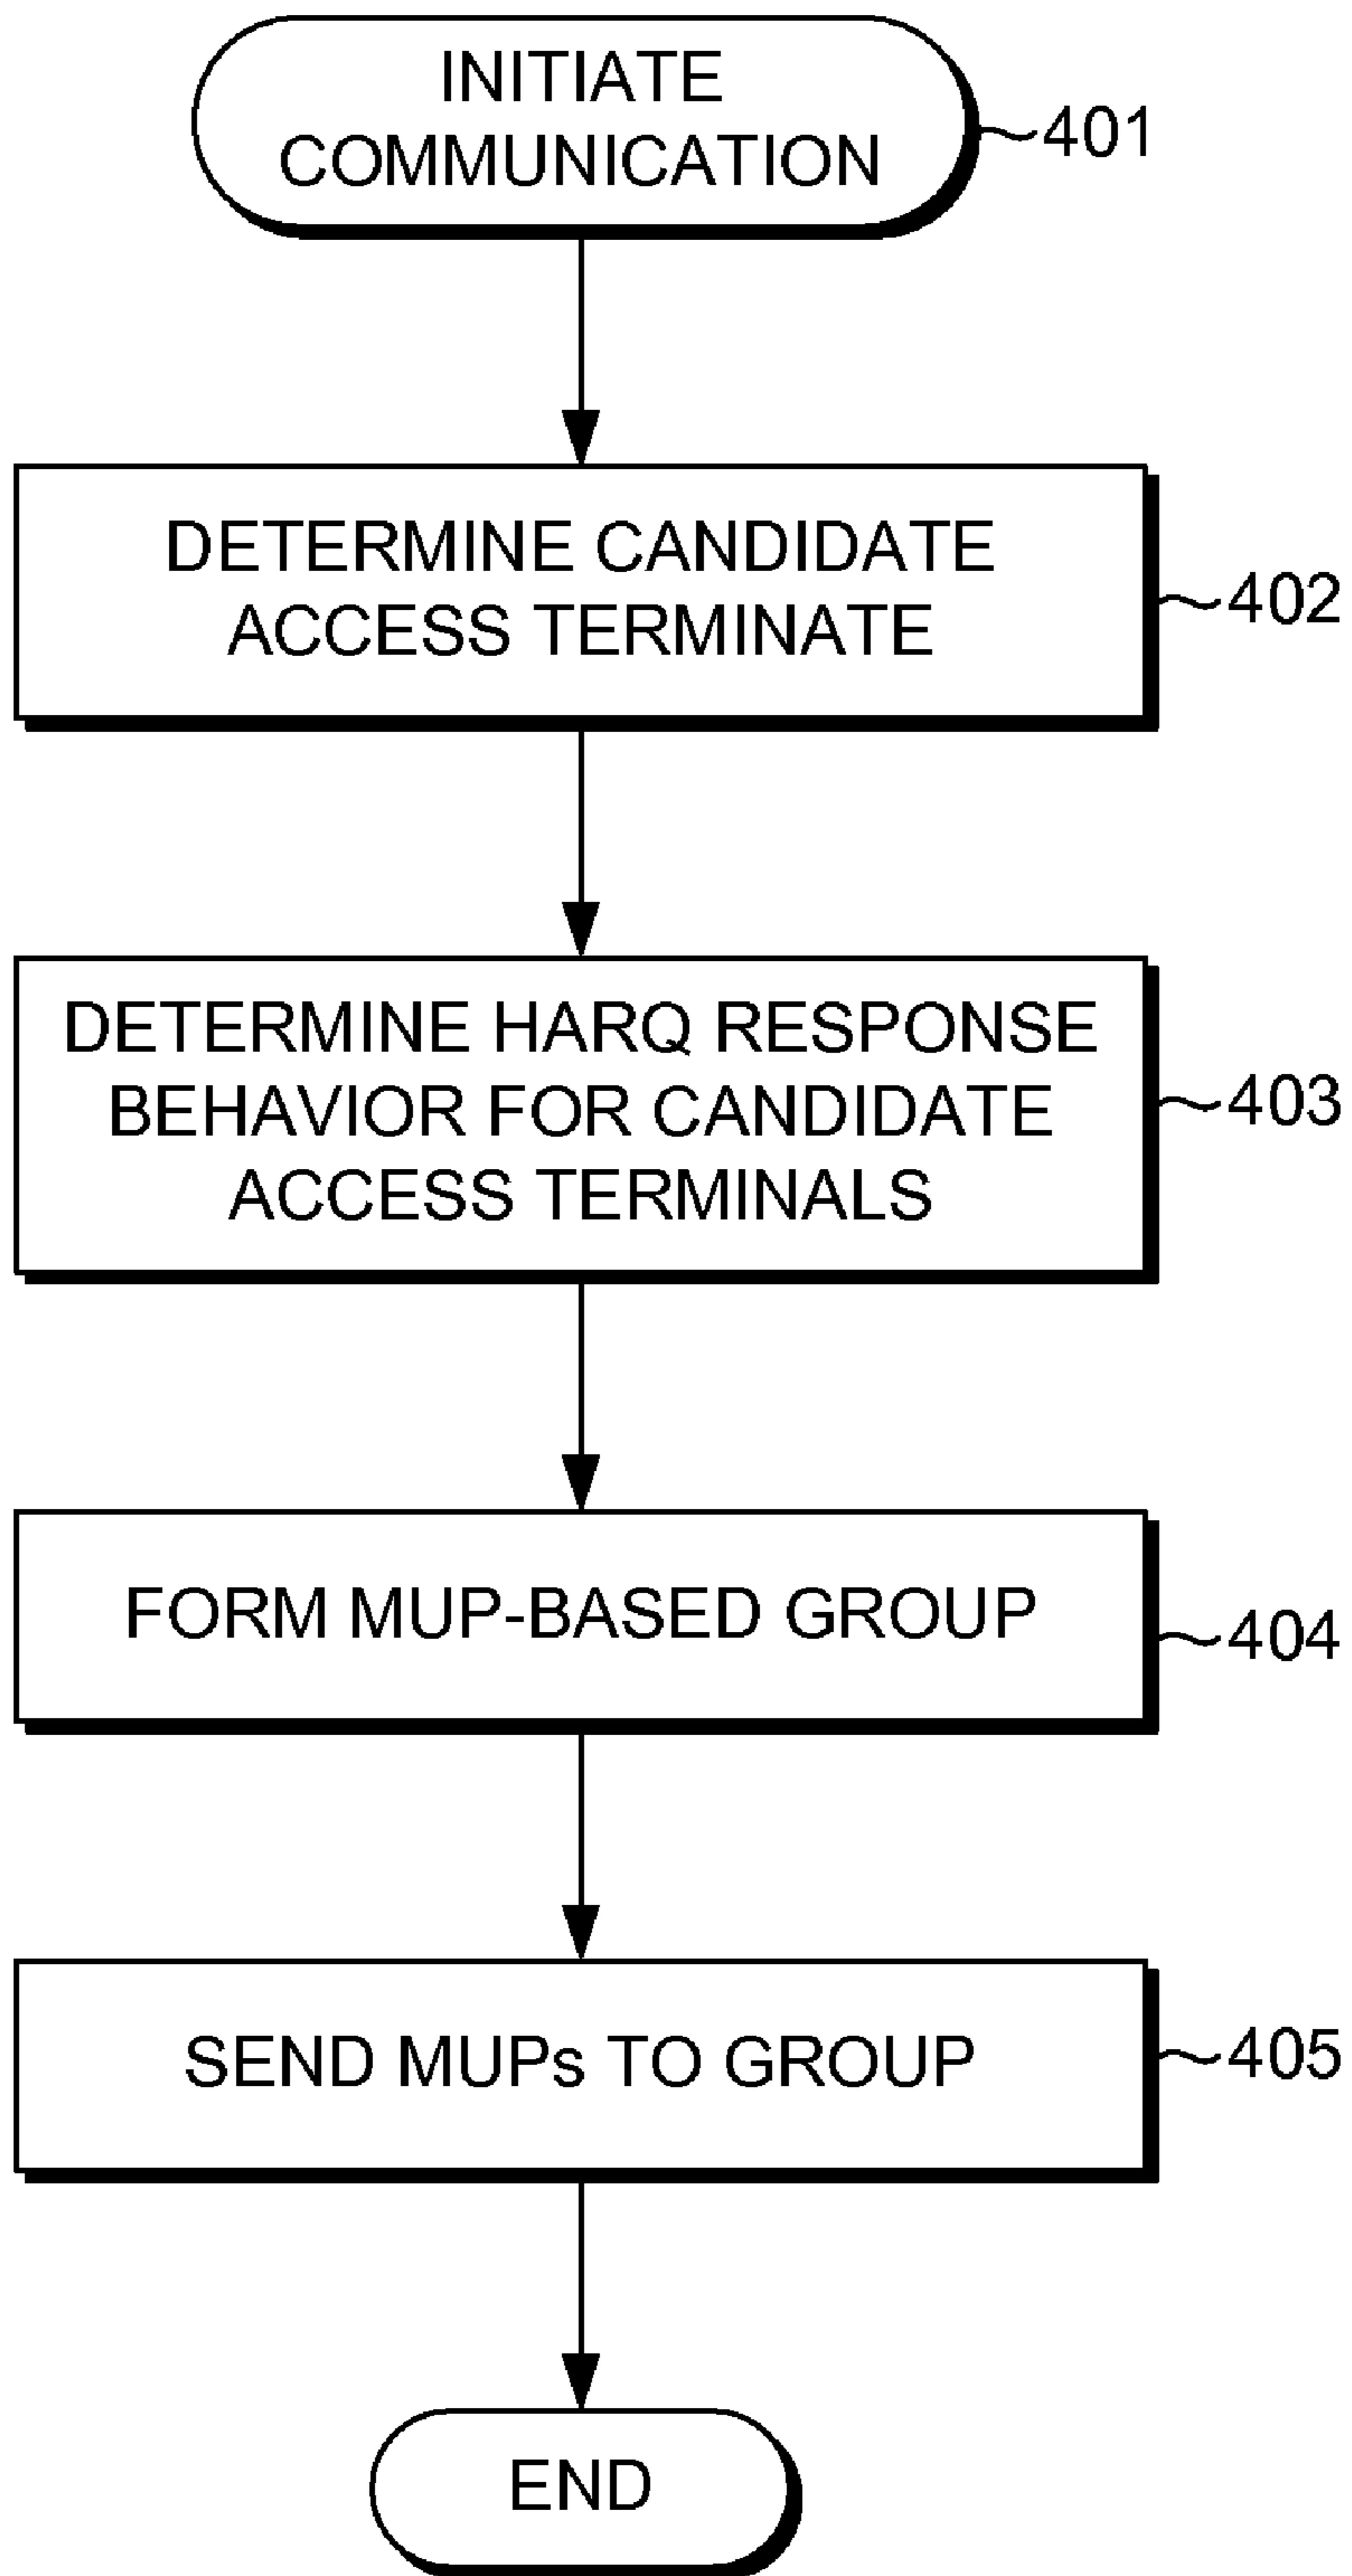 INITIATE
COMMUNICATION
401
DETERMINE CANDIDATE
ACCESS TERMINATE
402
DETERMINE HARQ RESPONSE
BEHAVIOR FOR CANDIDATE
ACCESS TERMINALS
403
FORM MUP-BASED GROUP
404
SEND MUPs TO GROUP
405
END